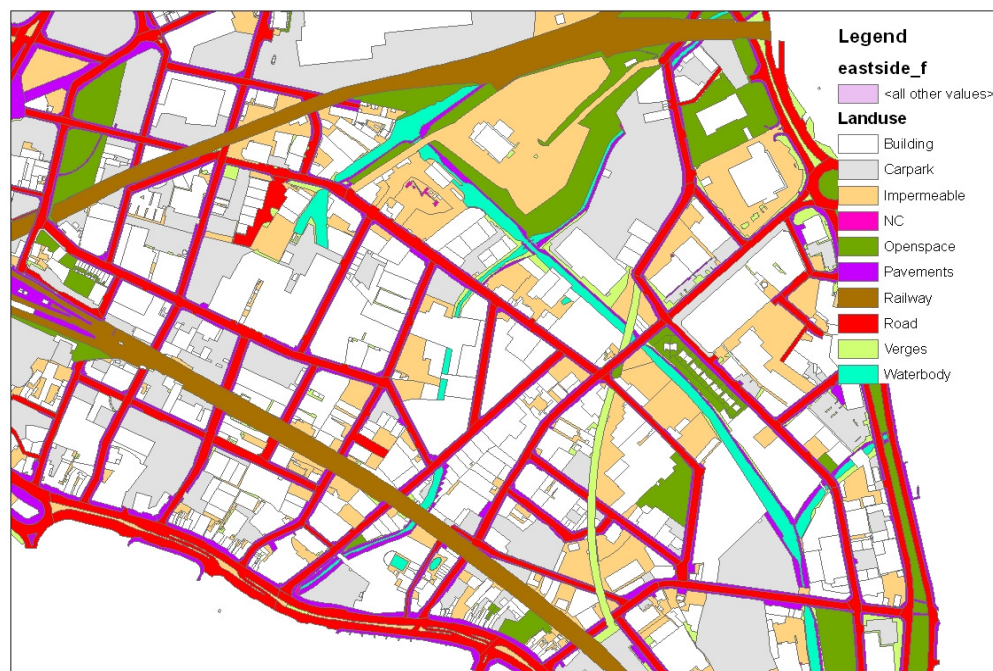 Legend
eastside_f
<all other values>
Landuse
Building
Carpark
Impermeable
NC
Openspace
Pavements
Railway
Road
Verges
Waterbody